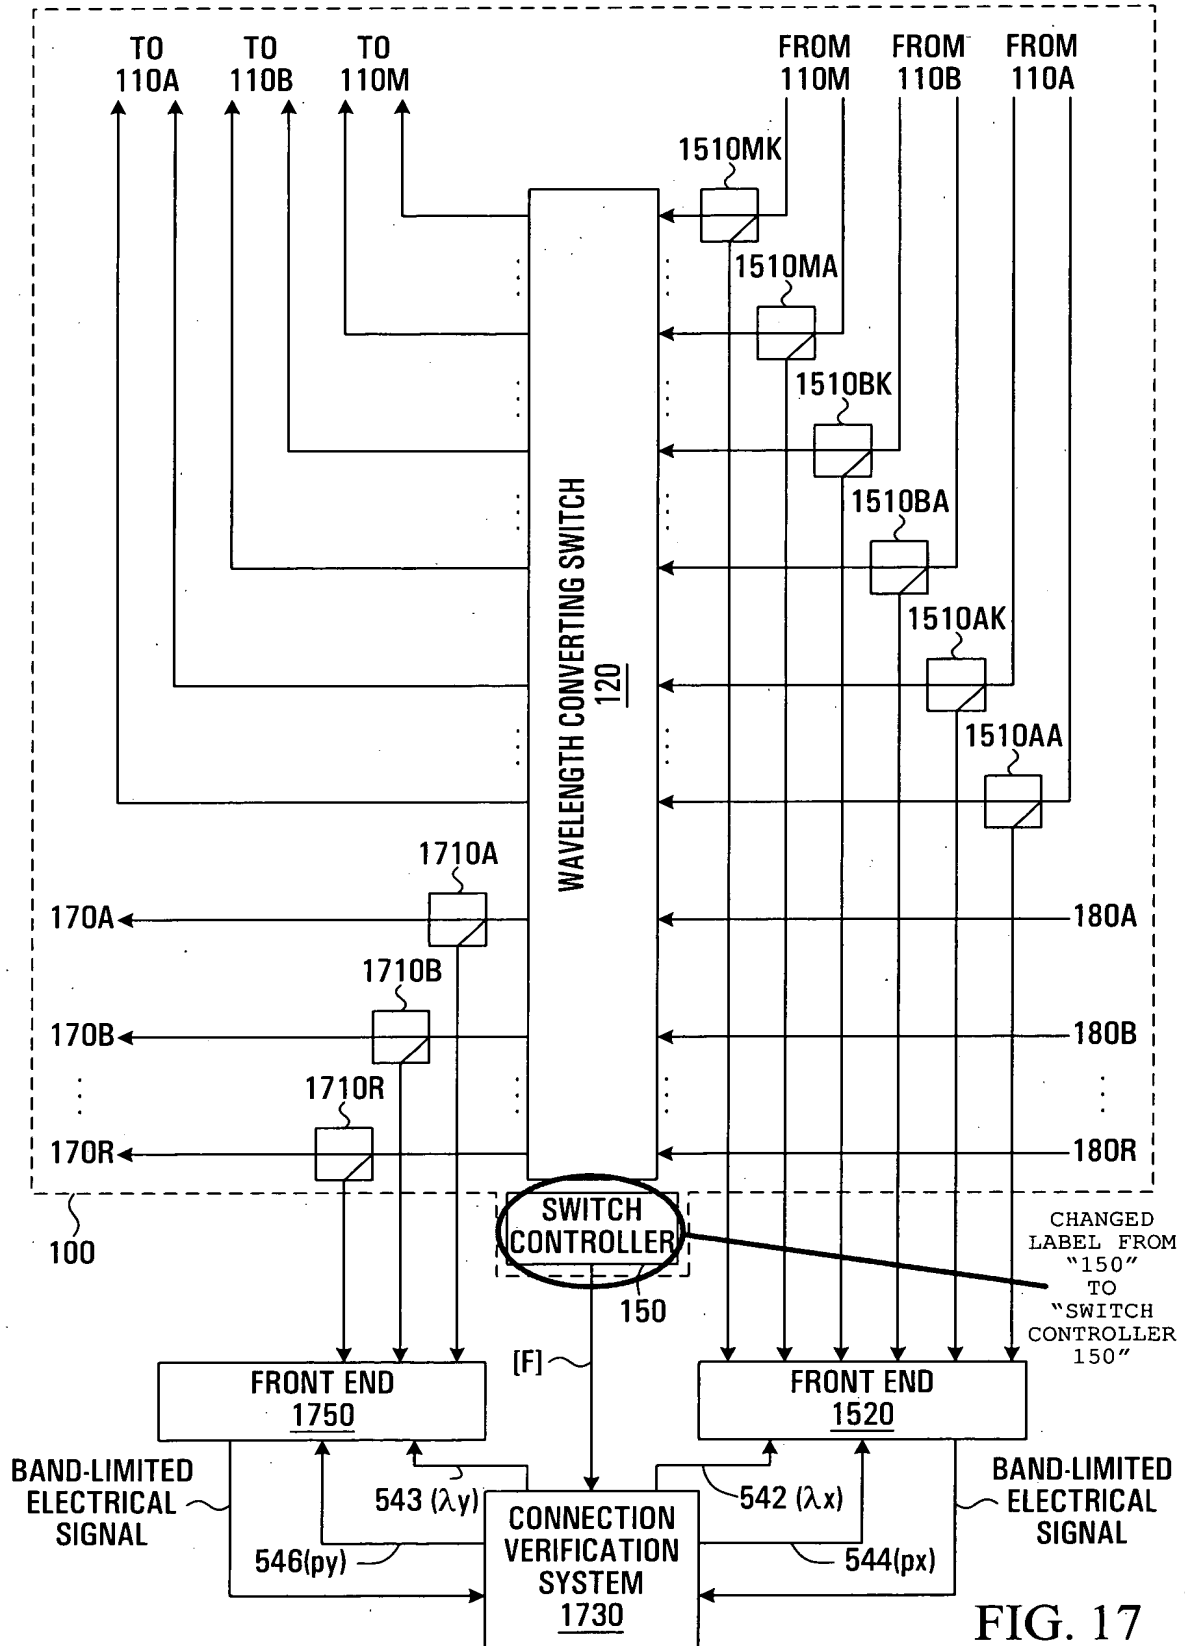 TO
110A
TO
110B
TO
110M
FROM
110M
FROM
110B
FROM
110A
1510MK
1510MA
1510BK
1510BA
1510AK
1510AA
WAVELENGTH CONVERTING SWITCH
120
1710A
170A
180A
1710B
170B
180B
1710R
170R
180R
100
SWITCH
CONTROLLER
150
CHANGED
LABEL FROM
"150"
TO
"SWITCH
CONTROLLER
150"
[F]
FRONT END
1750
FRONT END
1520
BAND-LIMITED
ELECTRICAL
SIGNAL
543 (λy)
542 (λx)
BAND-LIMITED
ELECTRICAL
SIGNAL
546(py)
544(px)
CONNECTION
VERIFICATION
SYSTEM
1730
FIG. 17